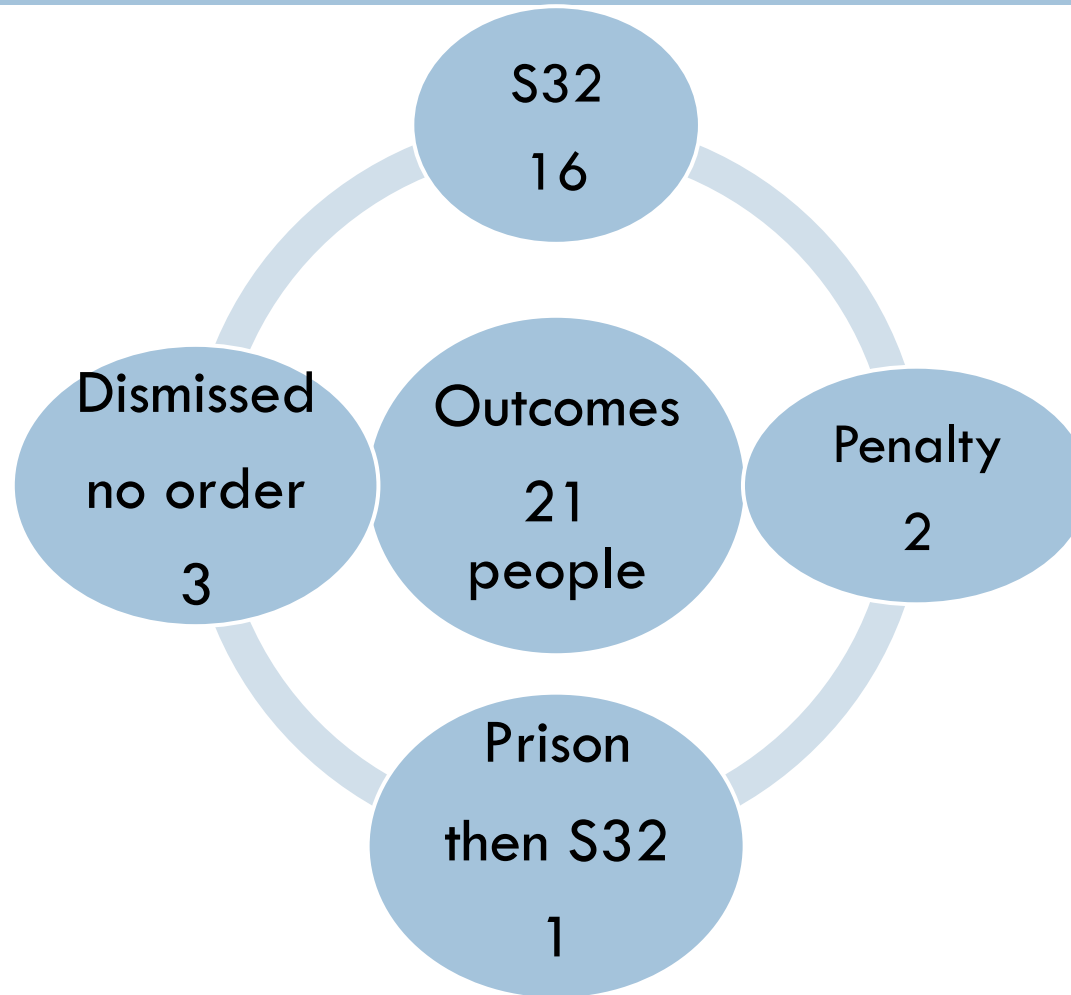 S32
16
Dismissed
no order
3
Outcomes
21
people
Penalty
2
Prison
then S32
1